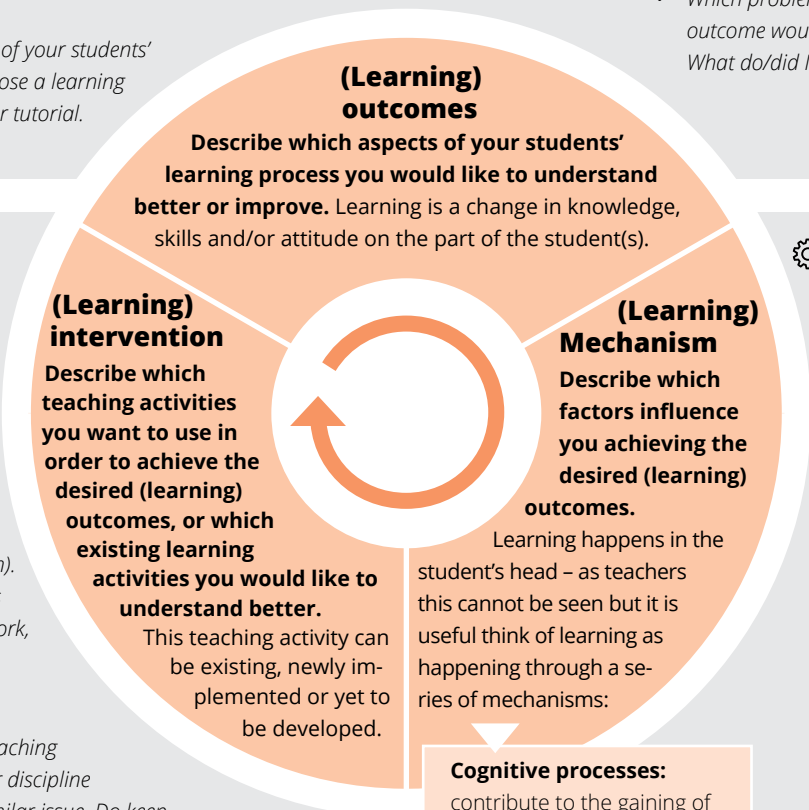 of your students’
ose a learning
r tutorial.
Which proble
outcome wou
What do/did I
(Learning)
outcomes
Describe which aspects of your students’
learning process you would like to understand
better or improve. Learning is a change in knowledge,
skills and/or attitude on the part of the student(s).
(Learning)
intervention
Describe which
teaching activities
you want to use in
order to achieve the
desired (learning)
outcomes, or which
existing learning
activities you would like to
understand better.
This teaching activity can
be existing, newly im-
plemented or yet to
be developed.
(Learning)
Mechanism
Describe which
factors influence
you achieving the
desired (learning)
outcomes.
Learning happens in the
student’s head – as teachers
this cannot be seen but it is
useful think of learning as
happening through a se-
ries of mechanisms:
Cognitive processes:
contribute to the gaining of
n).
ork,
aching
r discipline
milar issue. Do keep